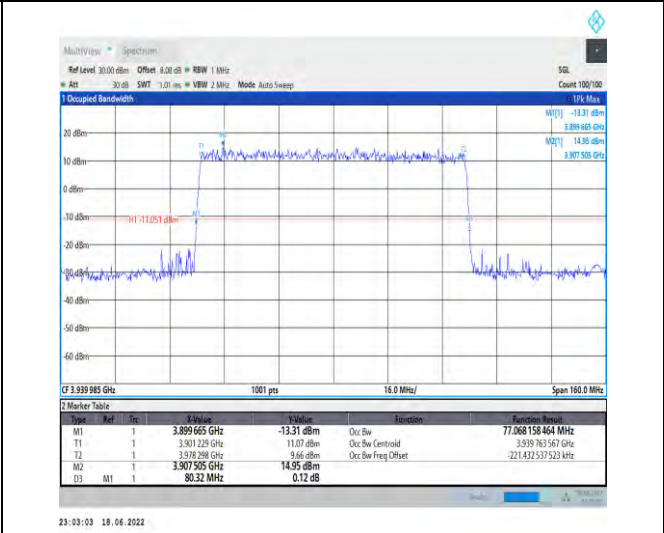 MultiView Spectrum
Ref Level 30.00 dBm Offset 8.00 dB RBW 1 MHz SGL
Att 30 dB SWT 1.01 ms VBW 2 MHz Mode Auto Sweep Count 100/100
1 Occupied Bandwidth 1Pk Max
M1[1] -13.31 dBm
3.899 665 GHz
M2[1] 14.95 dBm
3.907 505 GHz
20 dBm
10 dBm
0 dBm
-10 dBm
H1 -11.051 dBm
-20 dBm
-30 dBm
-40 dBm
-50 dBm
-60 dBm
T1
M2
T2
M1
CF 3.939 985 GHz 1001 pts 16.0 MHz/ Span 160.0 MHz
2 Marker Table
Type Ref Trc X-Value Y-Value Function Function Result
M1 1 3.899 665 GHz -13.31 dBm Occ Bw 77.068 158 464 MHz
T1 1 3.901 229 GHz 11.07 dBm Occ Bw Centroid 3.939 763 567 GHz
T2 1 3.978 298 GHz 9.66 dBm Occ Bw Freq Offset -221.432 537 523 kHz
M2 1 3.907 505 GHz 14.95 dBm
D3 M1 1 80.32 MHz 0.12 dB
23:03:03 18.06.2022